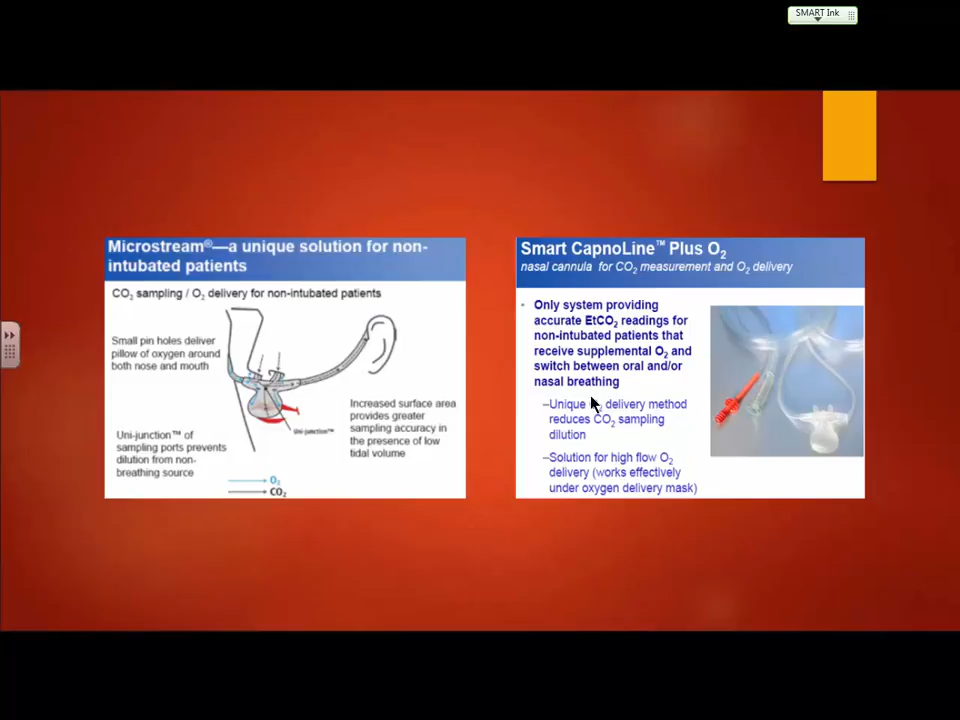 SMART Ink
Microstream®—a unique solution for non-
intubated patients
CO₂ sampling / O₂ delivery for non-intubated patients
Small pin holes deliver
pillow of oxygen around
both nose and mouth
Increased surface area
provides greater
sampling accuracy in
the presence of low
tidal volume
Uni-junction™
Uni-junction™ of
sampling ports prevents
dilution from non-
breathing source
O₂
CO₂
Smart CapnoLine™ Plus O₂
nasal cannula for CO₂ measurement and O₂ delivery
• Only system providing
accurate EtCO₂ readings for
non-intubated patients that
receive supplemental O₂ and
switch between oral and/or
nasal breathing
–Unique delivery method
reduces CO₂ sampling
dilution
–Solution for high flow O₂
delivery (works effectively
under oxygen delivery mask)